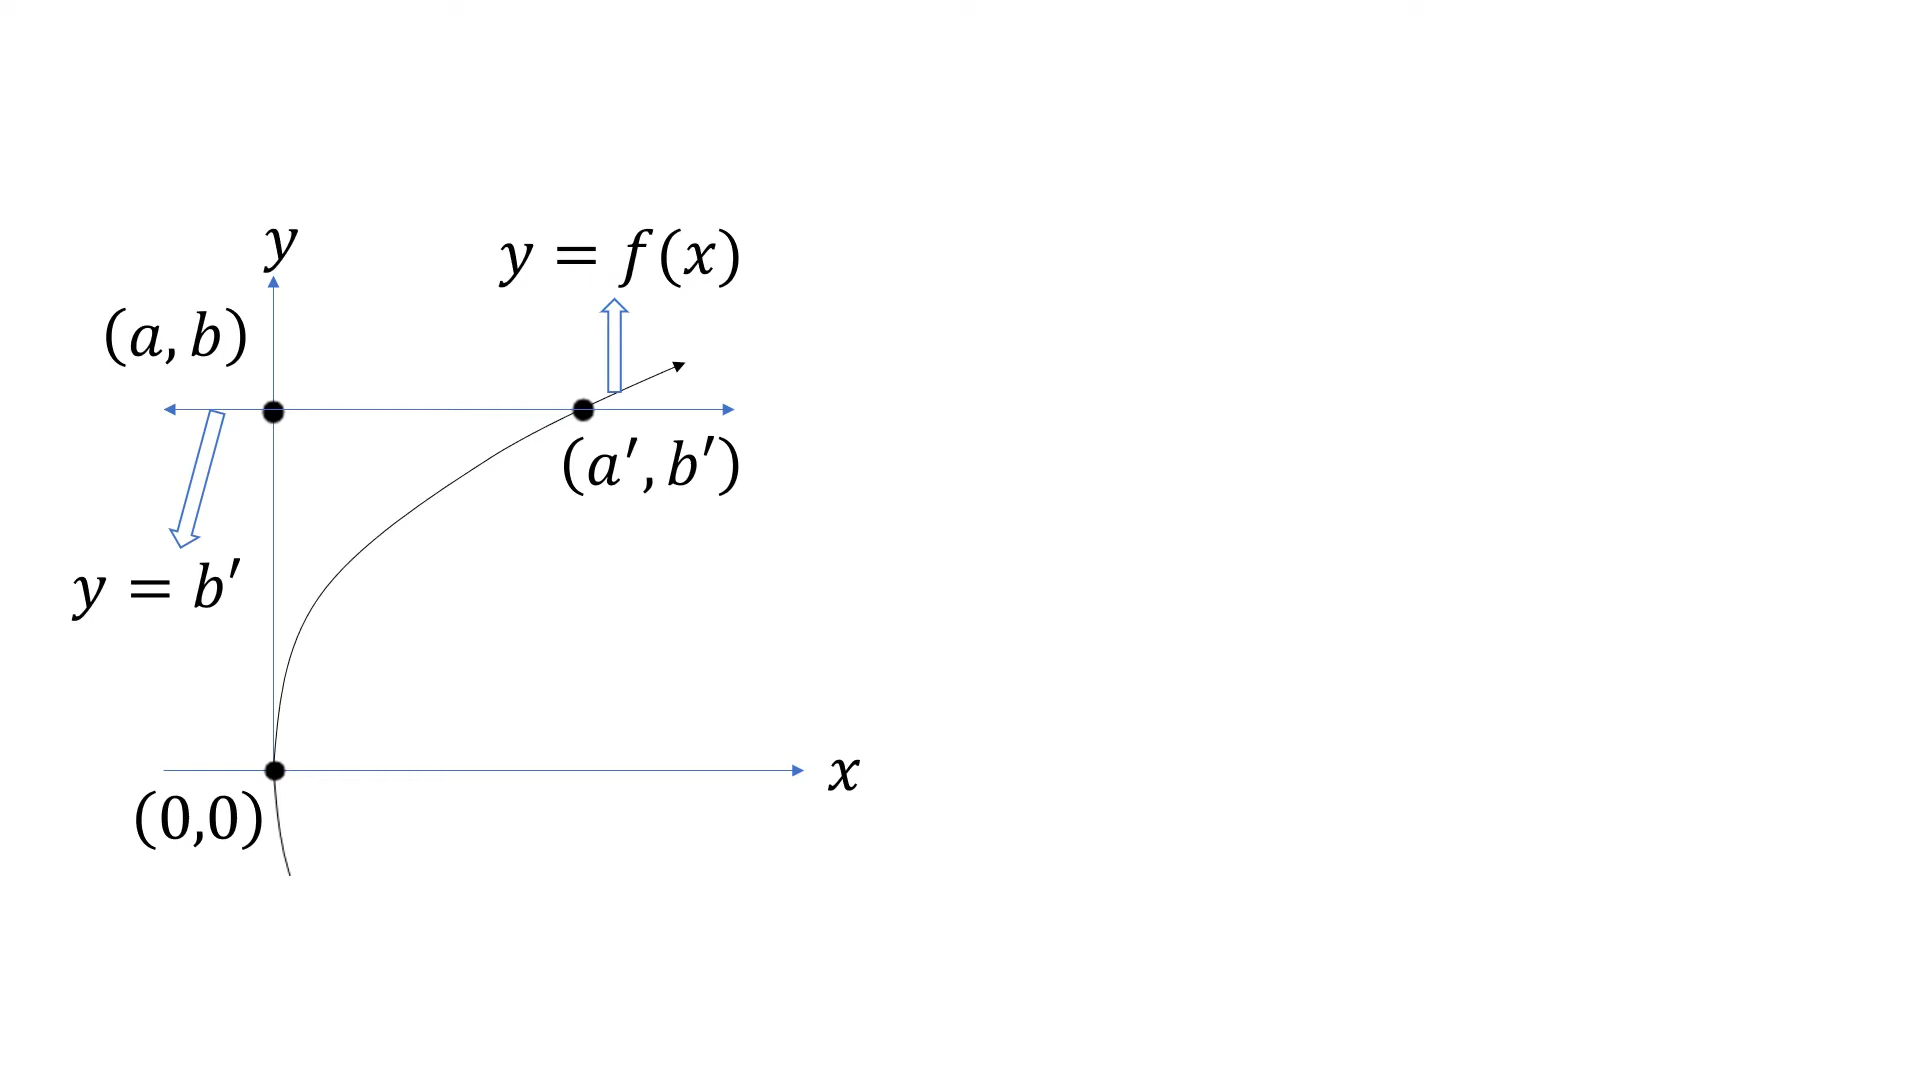 y
y = f(x)
(a, b)
(a′, b′)
y = b′
x
(0,0)